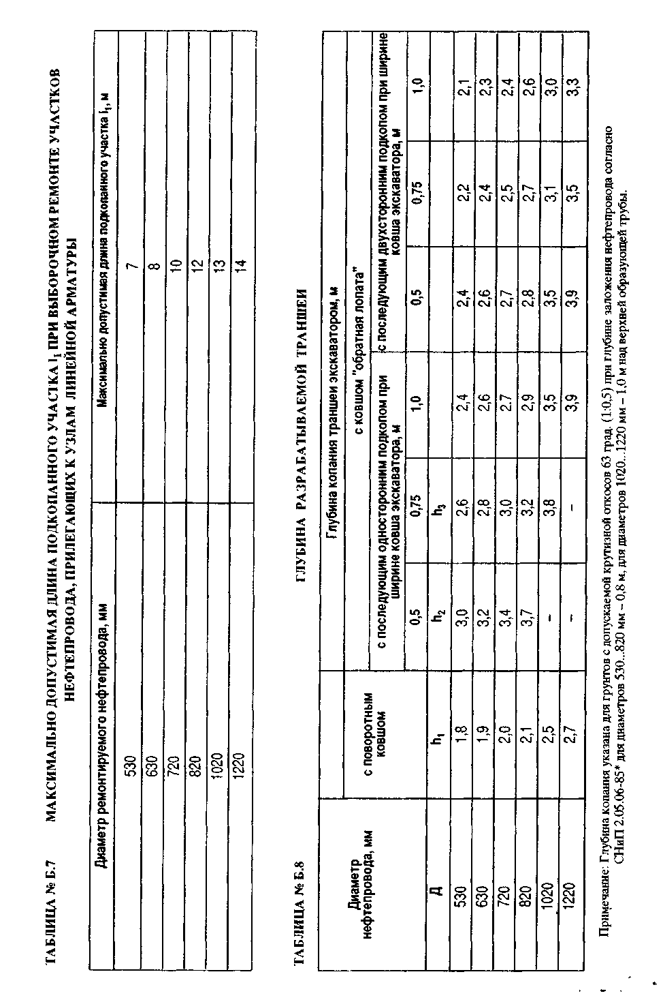 ТАБЛИЦА № Б.7 МАКСИМАЛЬНО ДОПУСТИМАЯ ДЛИНА ПОДКОПАННОГО УЧАСТКА l₁ ПРИ ВЫБОРОЧНОМ РЕМОНТЕ УЧАСТКОВ
НЕФТЕПРОВОДА, ПРИЛЕГАЮЩИХ К УЗЛАМ ЛИНЕЙНОЙ АРМАТУРЫ
Диаметр ремонтируемого нефтепровода, мм Максимально допустимая длина подкопанного участка l₁, м
530 7
630 8
720 10
820 12
1020 13
1220 14
ТАБЛИЦА № Б.8 ГЛУБИНА РАЗРАБАТЫВАЕМОЙ ТРАНШЕИ
Глубина копания траншеи экскаватором, м
Диаметр
нефтепровода, мм
с поворотным
ковшом
с ковшом "обратная лопата"
с последующим односторонним подкопом при
ширине ковша экскаватора, м
с последующим двухсторонним подкопом при ширине
ковша экскаватора, м
0,5 0,75 1,0 0,5 0,75 1,0
Д h₁ h₂ h₃
530 1,8 3,0 2,6 2,4 2,4 2,2 2,1
630 1,9 3,2 2,8 2,6 2,6 2,4 2,3
720 2,0 3,4 3,0 2.7 2,7 2,5 2,4
820 2,1 3,7 3,2 2,9 2,8 2,7 2,6
1020 2,5 – 3,8 3,5 3,5 3,1 3,0
1220 2,7 – – 3,9 3,9 3,5 3,3
Примечание: Глубина копания указана для грунтов с допускаемой крутизной откосов 63 град. (1:0,5) при глубине заложения нефтепровода согласно
СНиП 2.05.06-85* для диаметров 530...820 мм – 0,8 м, для диаметров 1020...1220 мм – 1,0 м над верхней образующей трубы.